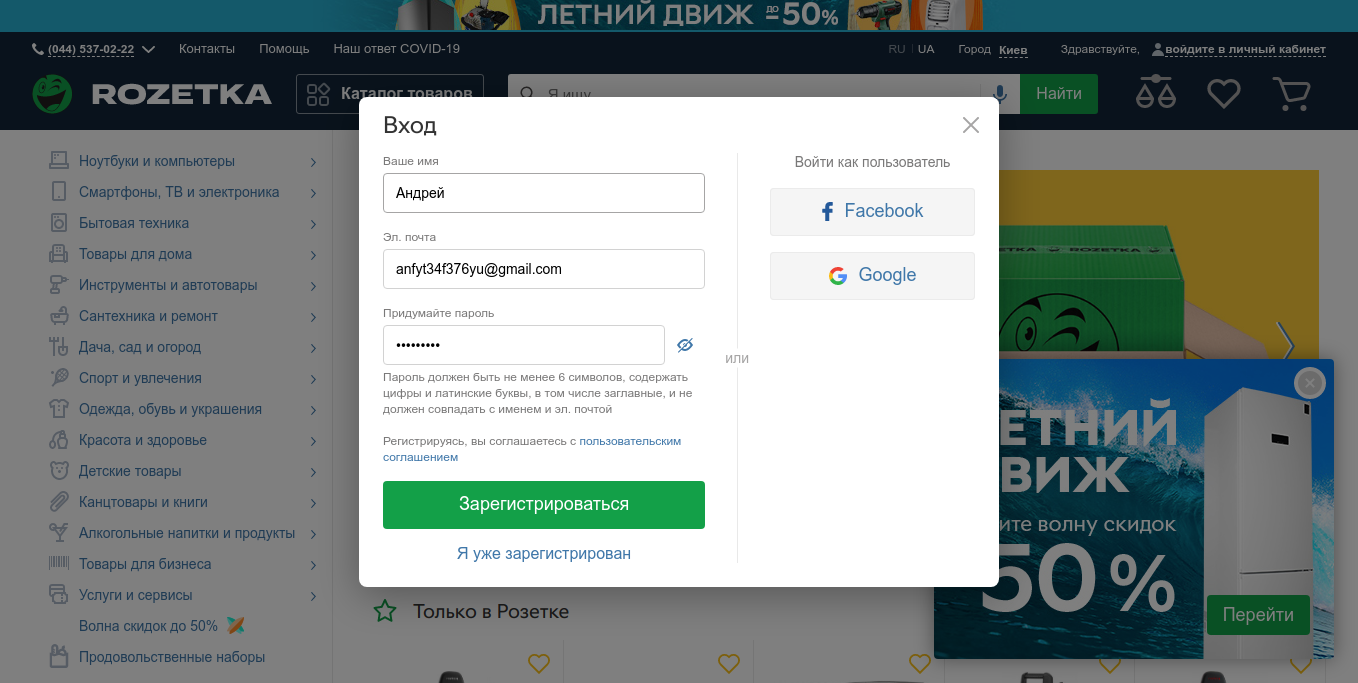 ЛЕТНИЙ ДВИЖ ДО -50%
(044) 537-02-22 Контакты Помощь Наш ответ COVID-19 RU UA Город Киев Здравствуйте, войдите в личный кабинет
ROZETKA Каталог товаров Я ищу Найти
Вход
Ваше имя
Андрей
Эл. почта
anfyt34f376yu@gmail.com
Придумайте пароль
•••••••••
Пароль должен быть не менее 6 символов, содержать
цифры и латинские буквы, в том числе заглавные, и не
должен совпадать с именем и эл. почтой
Регистрируясь, вы соглашаетесь с пользовательским
соглашением
Зарегистрироваться
Я уже зарегистрирован
или
Войти как пользователь
Facebook
Google
Ноутбуки и компьютеры
Смартфоны, ТВ и электроника
Бытовая техника
Товары для дома
Инструменты и автотовары
Сантехника и ремонт
Дача, сад и огород
Спорт и увлечения
Одежда, обувь и украшения
Красота и здоровье
Детские товары
Канцтовары и книги
Алкогольные напитки и продукты
Товары для бизнеса
Услуги и сервисы
Волна скидок до 50%
Продовольственные наборы
ROZETKA
ЕТНИЙ
ДВИЖ
ите волну скидок
50%
Перейти
Только в Розетке